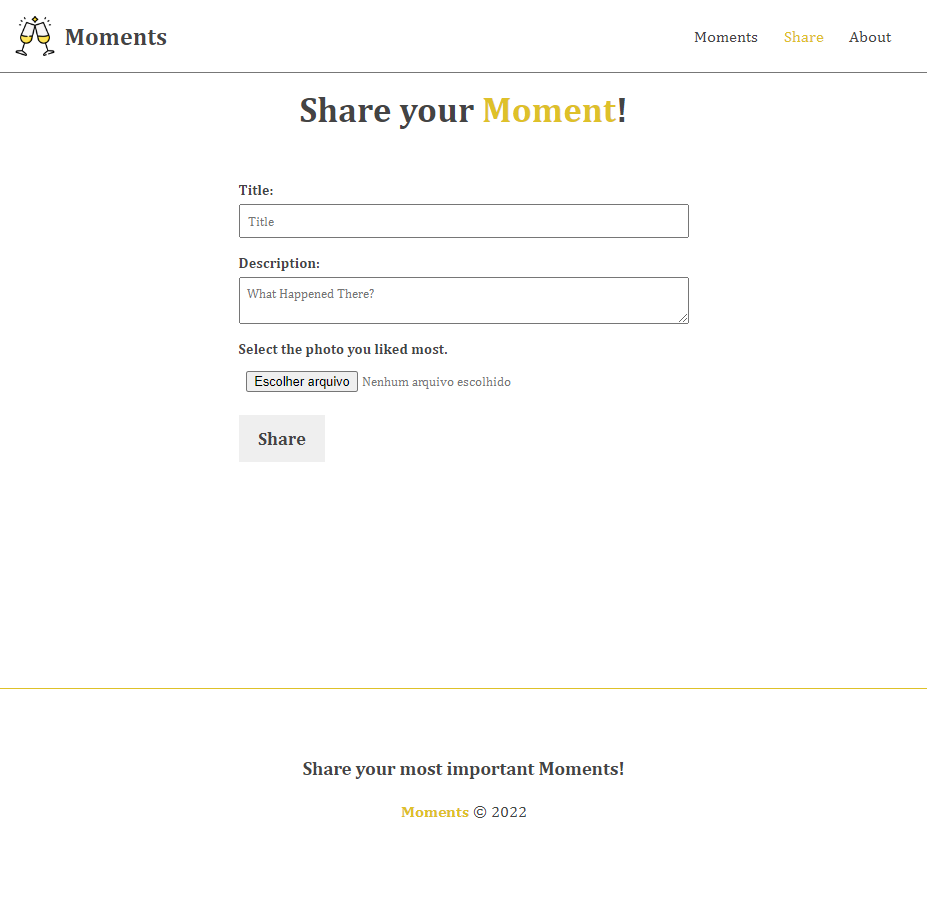 Moments
Moments Share About
Share your Moment!
Title:
Title
Description:
What Happened There?
Select the photo you liked most.
Escolher arquivo Nenhum arquivo escolhido
Share
Share your most important Moments!
Moments © 2022